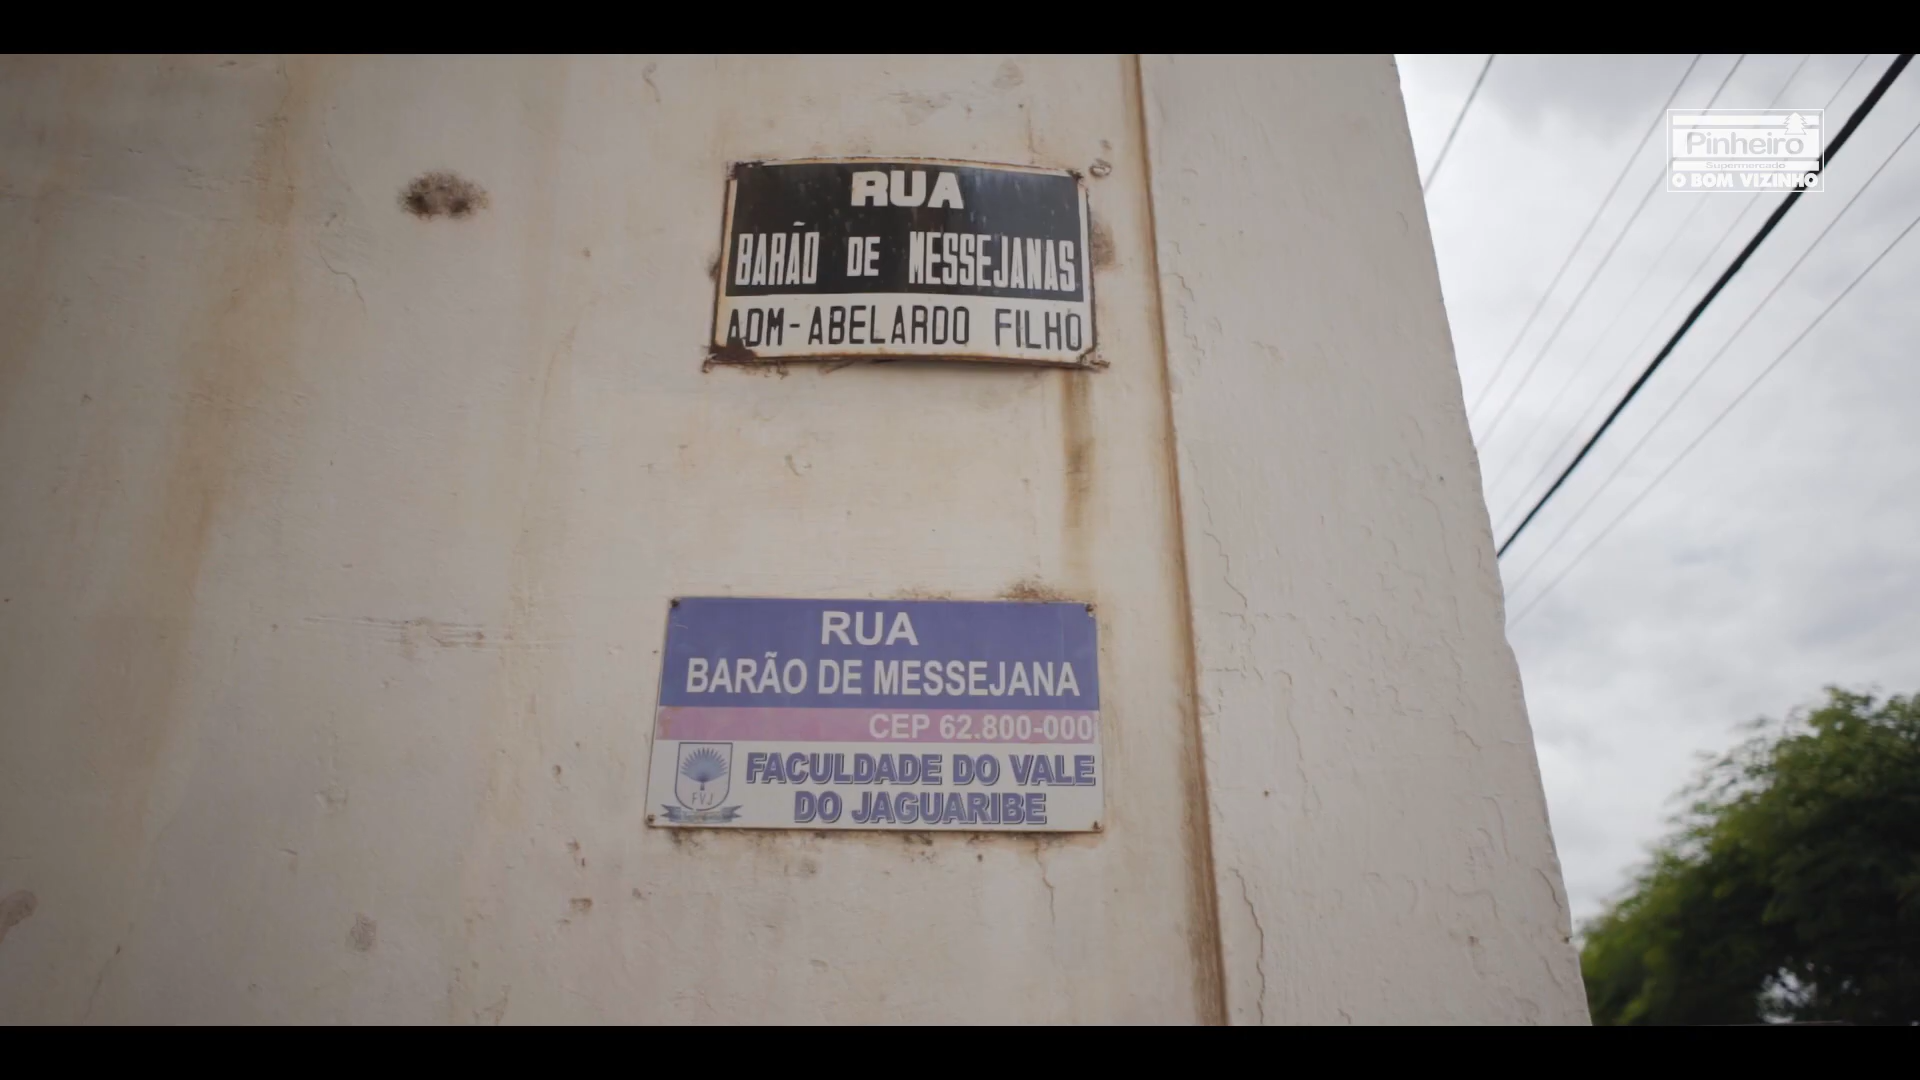 RUA
BARÃO DE MESSEJANAS
ADM-ABELARDO FILHO
RUA
BARÃO DE MESSEJANA
CEP 62.800-000
FVJ
FACULDADE DO VALE
DO JAGUARIBE
Pinheiro
Supermercado
O BOM VIZINHO